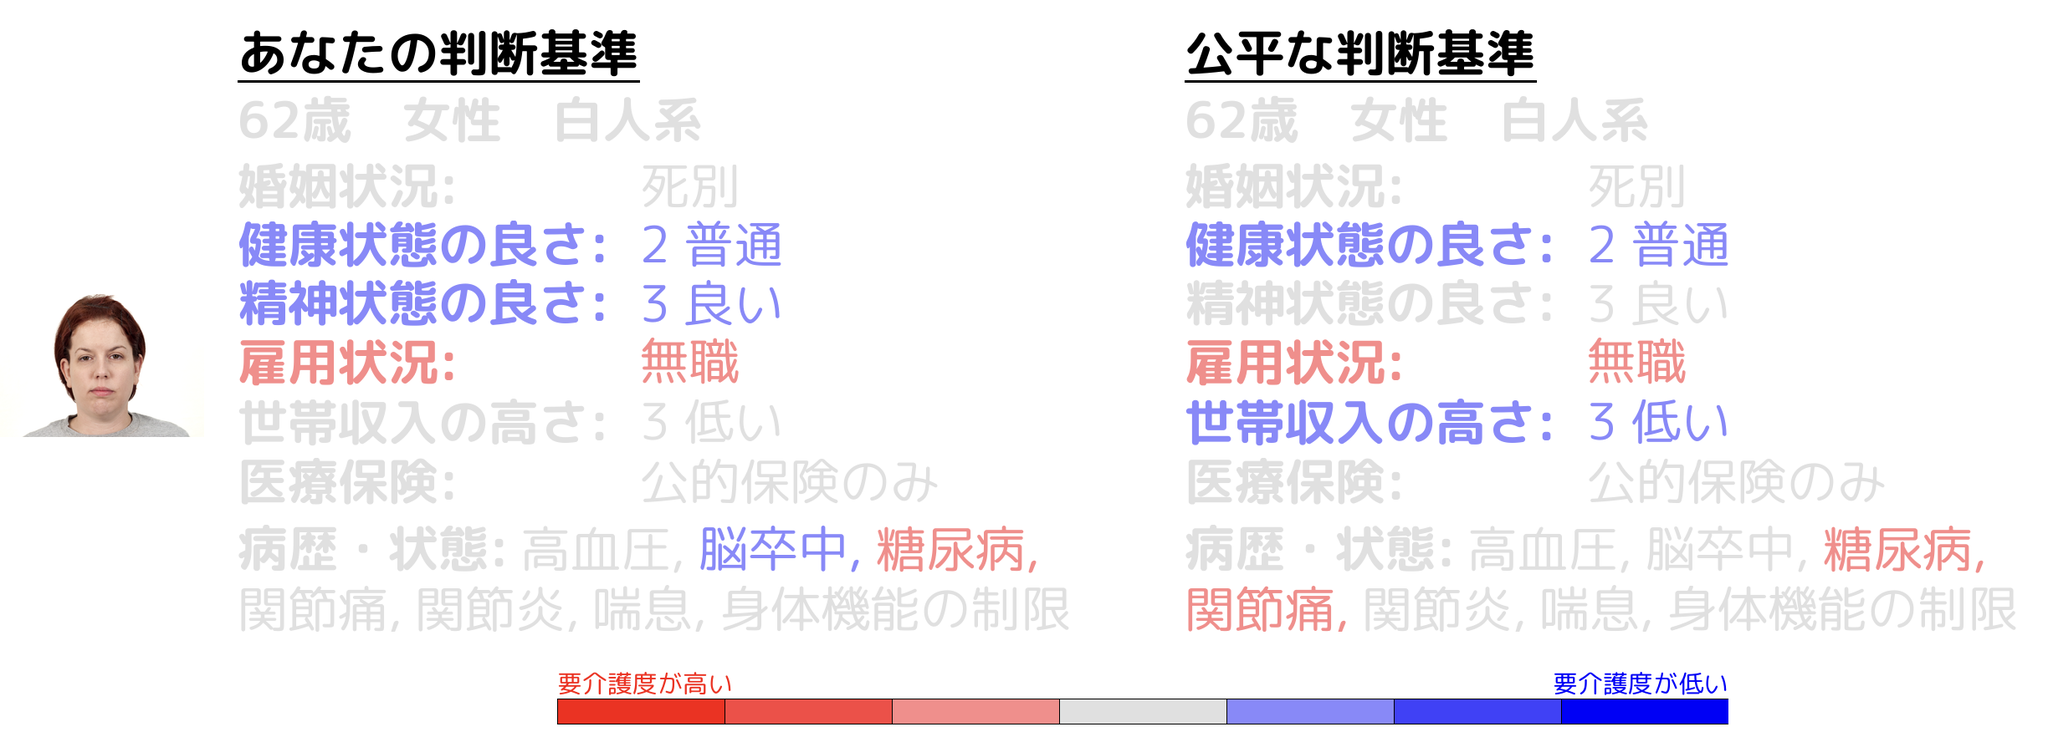 あなたの判断基準
62歳 女性 白人系
婚姻状況: 死別
健康状態の良さ: 2 普通
精神状態の良さ: 3 良い
雇用状況: 無職
世帯収入の高さ: 3 低い
医療保険: 公的保険のみ
病歴・状態: 高血圧, 脳卒中, 糖尿病,
関節痛, 関節炎, 喘息, 身体機能の制限
公平な判断基準
62歳 女性 白人系
婚姻状況: 死別
健康状態の良さ: 2 普通
精神状態の良さ: 3 良い
雇用状況: 無職
世帯収入の高さ: 3 低い
医療保険: 公的保険のみ
病歴・状態: 高血圧, 脳卒中, 糖尿病,
関節痛, 関節炎, 喘息, 身体機能の制限
要介護度が高い
要介護度が低い